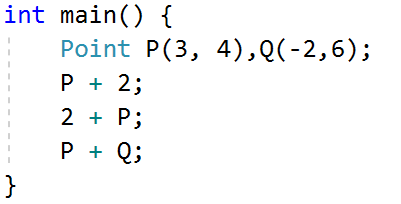 int main() {
    Point P(3, 4),Q(-2,6);
    P + 2;
    2 + P;
    P + Q;
}